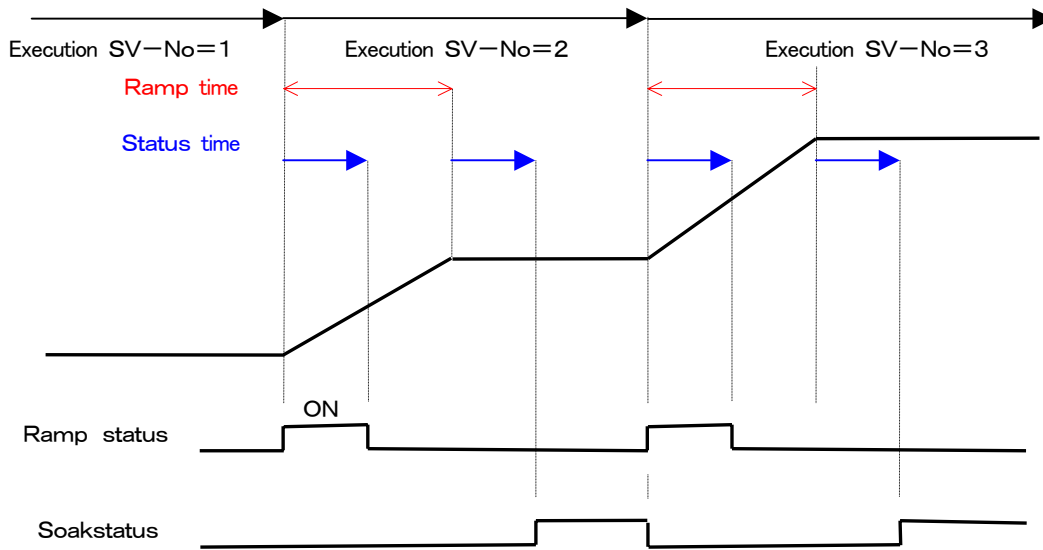 Execution SV−No=1
Execution SV−No=2
Execution SV−No=3
Ramp time
Status time
ON
Ramp status
Soakstatus